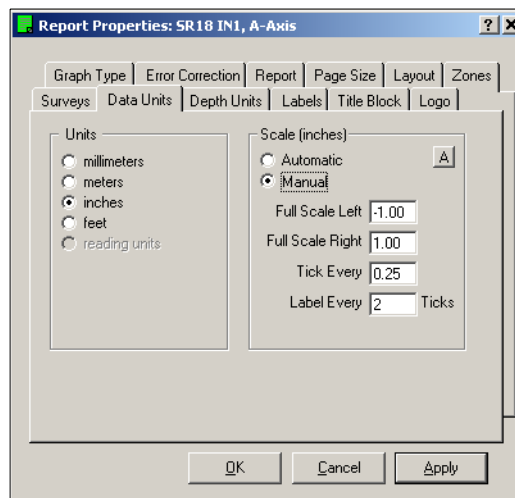 Report Properties: SR18 IN1, A-Axis
Graph Type Error Correction Report Page Size Layout Zones
Surveys Data Units Depth Units Labels Title Block Logo
Units
millimeters
meters
inches
feet
reading units
Scale (inches)
Automatic A
Manual
Full Scale Left -1.00
Full Scale Right 1.00
Tick Every 0.25
Label Every 2 Ticks
OK Cancel Apply